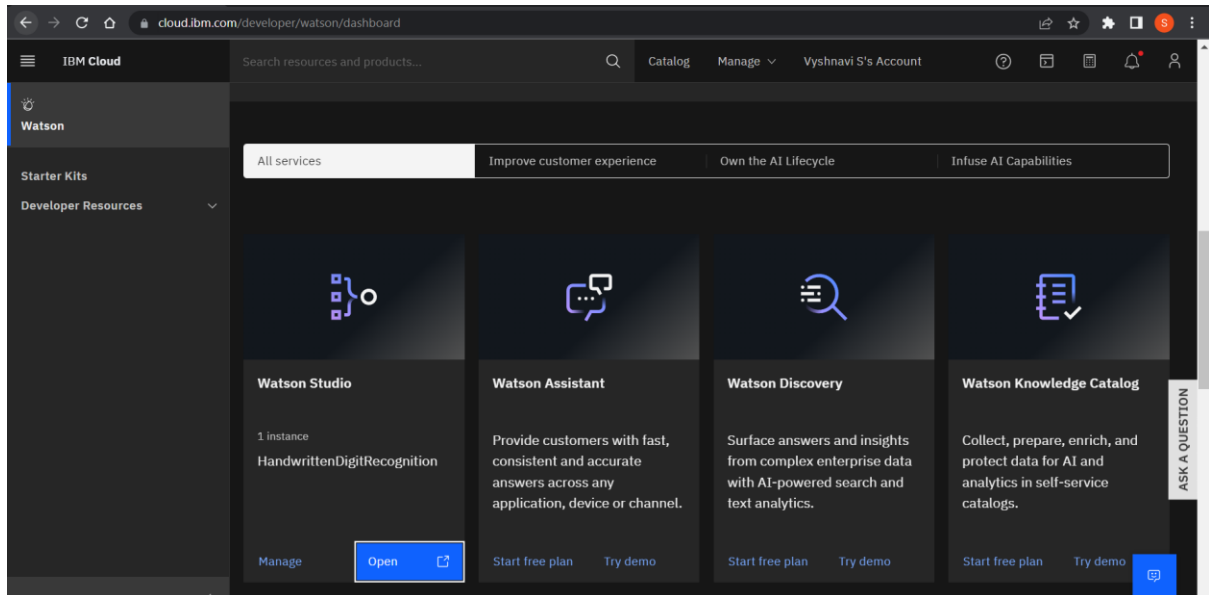 cloud.ibm.com/developer/watson/dashboard
S
IBM Cloud
Search resources and products...
Catalog
Manage
Vyshnavi S's Account
Watson
Starter Kits
Developer Resources
All services
Improve customer experience
Own the AI Lifecycle
Infuse AI Capabilities
Watson Studio
1 instance
HandwrittenDigitRecognition
Manage
Open
Watson Assistant
Provide customers with fast,
consistent and accurate
answers across any
application, device or channel.
Start free plan
Try demo
Watson Discovery
Surface answers and insights
from complex enterprise data
with AI-powered search and
text analytics.
Start free plan
Try demo
Watson Knowledge Catalog
Collect, prepare, enrich, and
protect data for AI and
analytics in self-service
catalogs.
Start free plan
Try demo
ASK A QUESTION